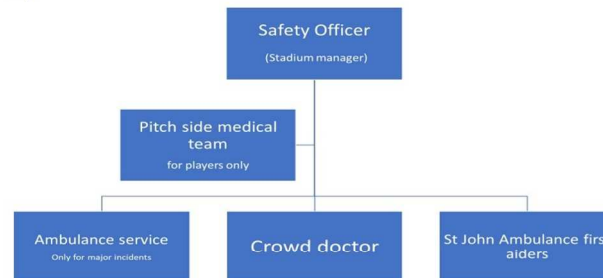 Safety Officer
(Stadium manager)
Pitch side medical
team
for players only
Ambulance service
Only for major incidents
Crowd doctor
St John Ambulance first
aiders